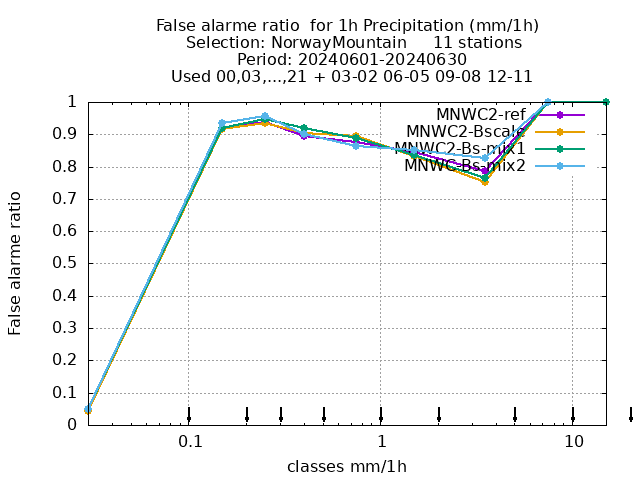 False alarme ratio  for 1h Precipitation (mm/1h)
Selection: NorwayMountain     11 stations
Period: 20240601-20240630
Used 00,03,...,21 + 03-02 06-05 09-08 12-11
MNWC2-ref
MNWC2-Bscale
MNWC2-Bs-mix1
MNWC-Bs-mix2
False alarme ratio
1
0.9
0.8
0.7
0.6
0.5
0.4
0.3
0.2
0.1
0
0.1 1 10
classes mm/1h